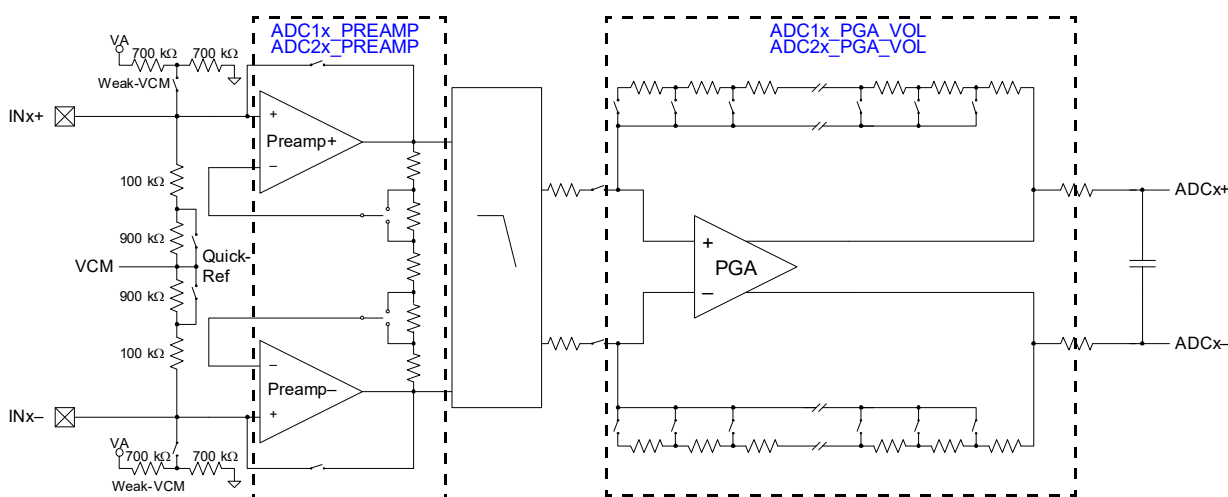 ADC1x_PREAMP
ADC2x_PREAMP
ADC1x_PGA_VOL
ADC2x_PGA_VOL
VA
700 kΩ
700 kΩ
Weak-VCM
INx+
+
Preamp+
–
100 kΩ
900 kΩ
VCM
Quick-
Ref
900 kΩ
100 kΩ
–
Preamp–
+
INx–
VA
700 kΩ
700 kΩ
Weak-VCM
+
PGA
–
ADCx+
ADCx–